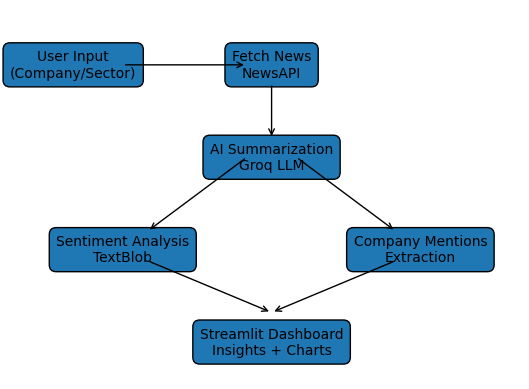 User Input
(Company/Sector)
Fetch News
NewsAPI
AI Summarization
Groq LLM
Sentiment Analysis
TextBlob
Company Mentions
Extraction
Streamlit Dashboard
Insights + Charts